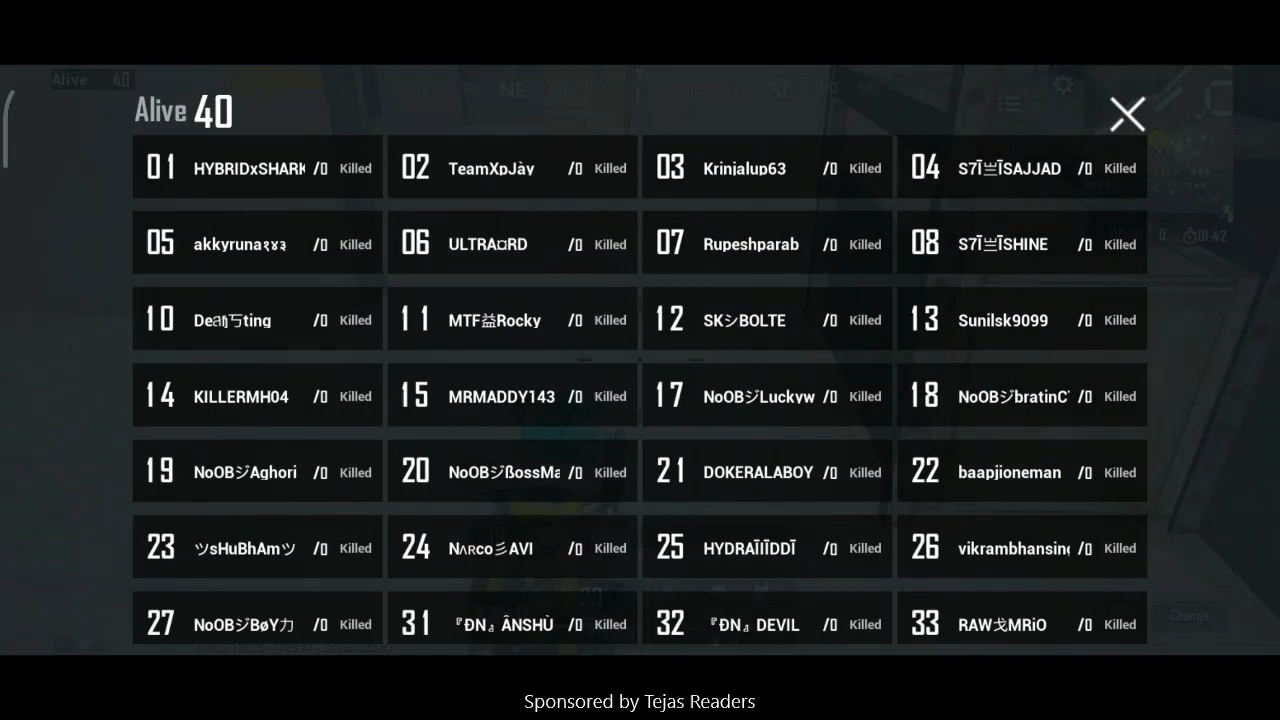 Alive 40
Alive 40
01 HYBRIDxSHARK /0 Killed
02 TeamXpJày /0 Killed
03 Krinjalup63 /0 Killed
04 S7Ī亗ĪSAJJAD /0 Killed
05 akkyruna१४३ /0 Killed
06 ULTRA¤RD /0 Killed
07 Rupeshparab /0 Killed
08 S7Ī亗ĪSHINE /0 Killed
10 /0 Killed
11 MTF益Rocky /0 Killed
12 SKシBOLTE /0 Killed
13 Sunilsk9099 /0 Killed
14 KILLERMH04 /0 Killed
15 MRMADDY143 /0 Killed
17 NoOBジLuckyw /0 Killed
18 NoOBジbratinC /0 Killed
19 NoOBジAghori /0 Killed
20 NoOBジßossMa /0 Killed
21 DOKERALABOY /0 Killed
22 baapjioneman /0 Killed
23 ツsHuBhAmツ /0 Killed
24 Nᴧʀco彡AVI /0 Killed
25 HYDRAĪlĪDDĪ /0 Killed
26 vikrambhansing /0 Killed
27 NoOBジBøY力 /0 Killed
31 『ĐN』ÂNSHÙ /0 Killed
32 『ĐN』DEVIL /0 Killed
33 RAW戈MRiO /0 Killed
Change
Sponsored by Tejas Readers